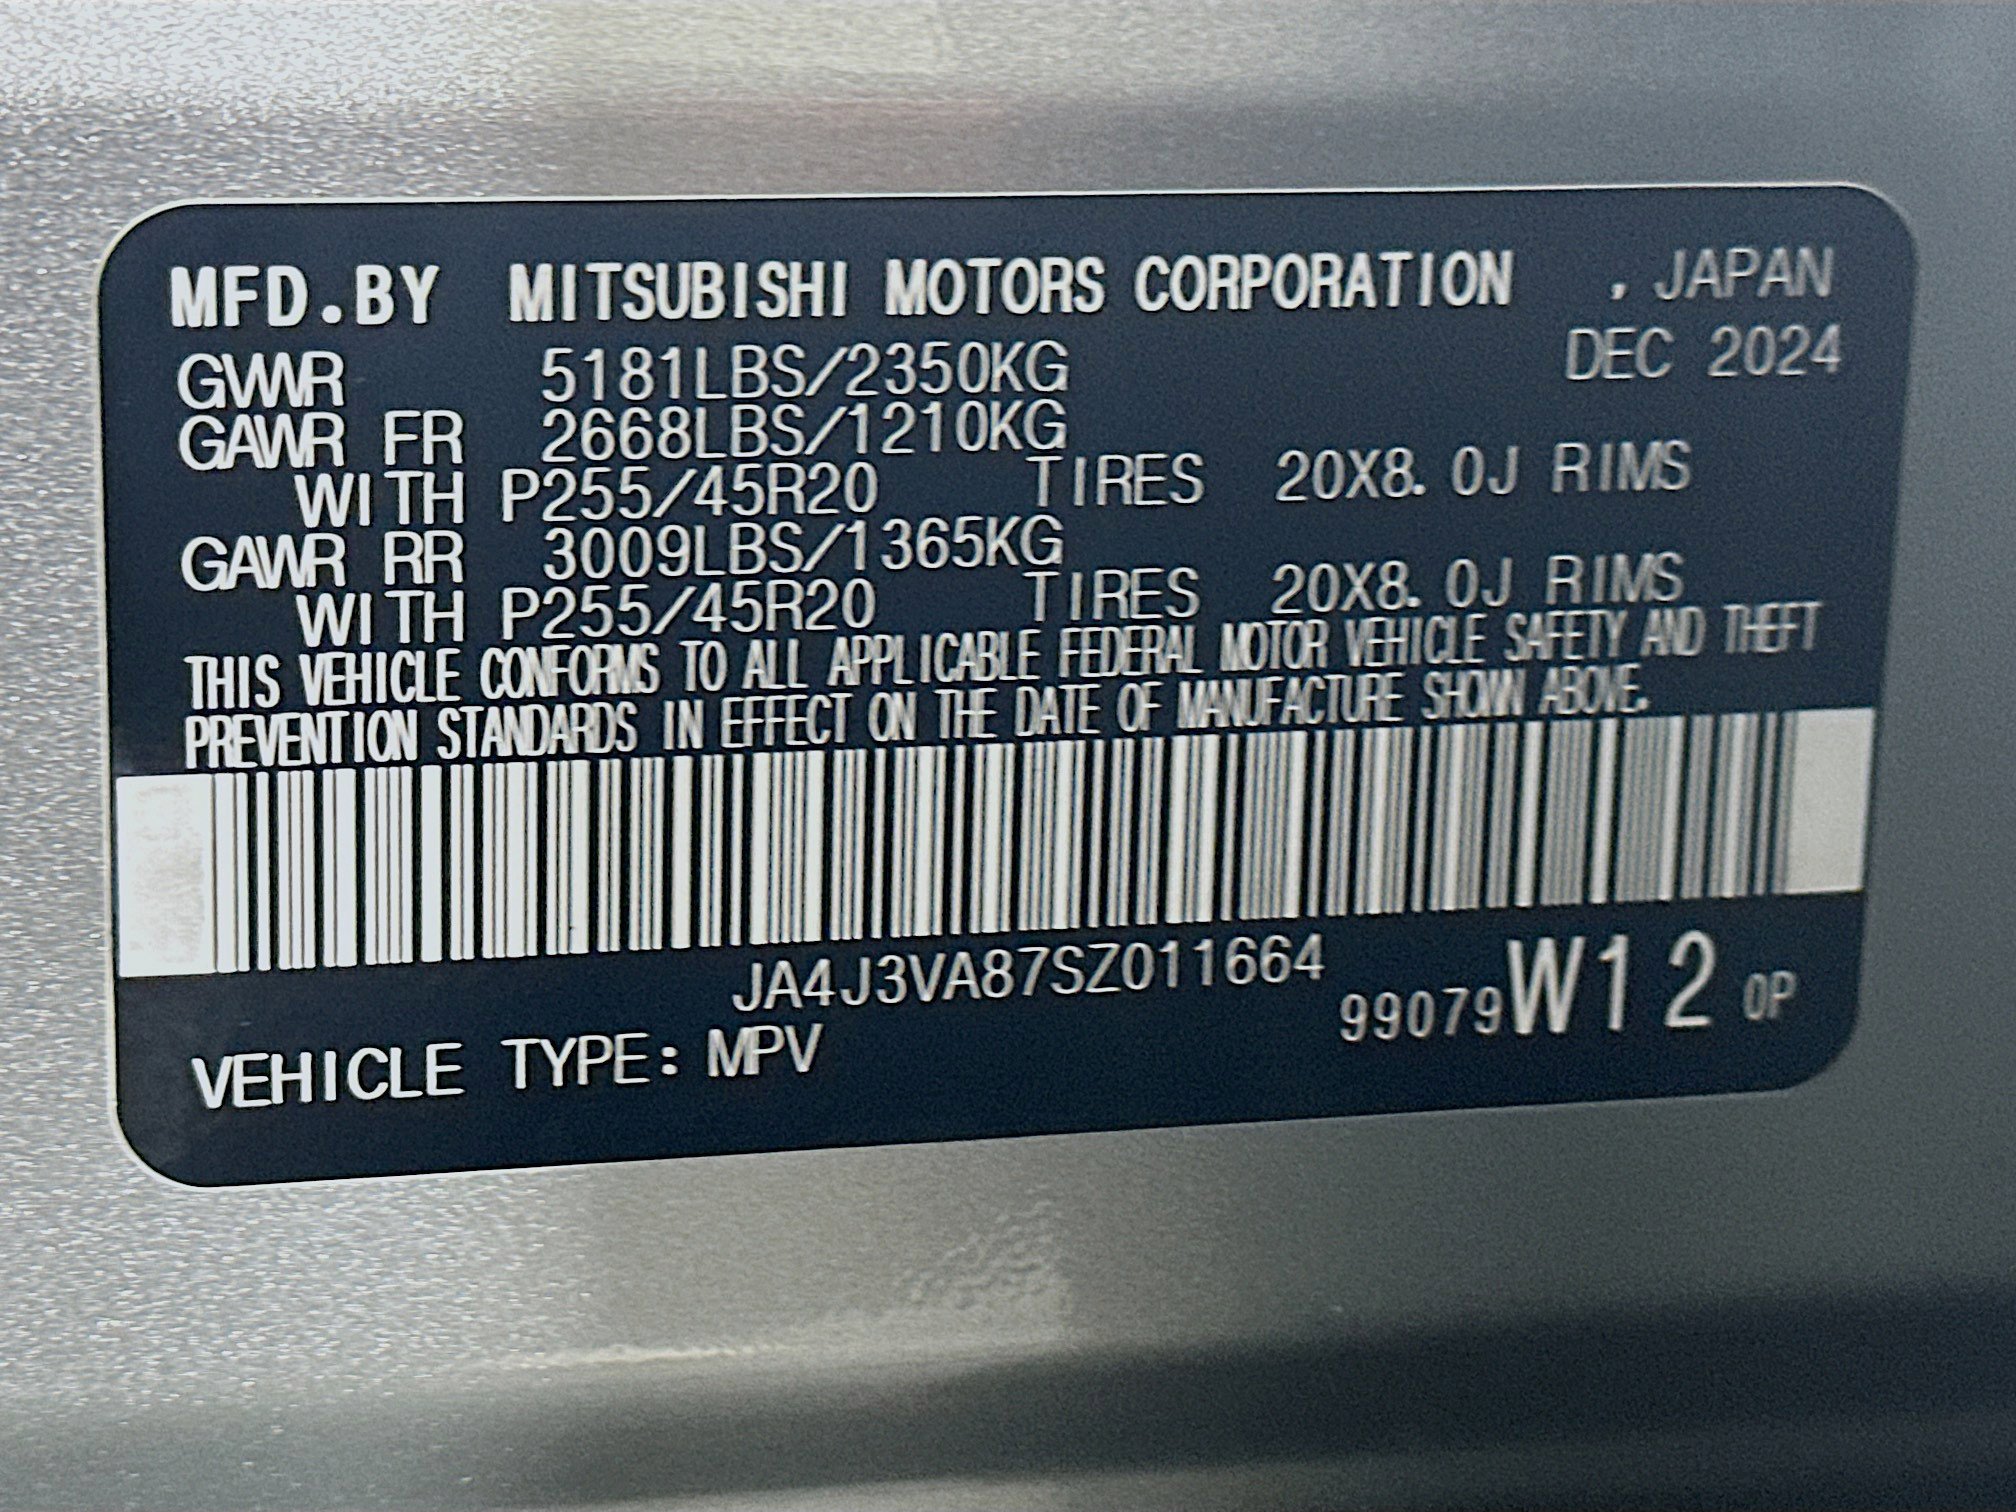 MFD.BY MITSUBISHI MOTORS CORPORATION , JAPAN
GVWR 5181LBS/2350KG DEC 2024
GAWR FR 2668LBS/1210KG
WITH P255/45R20 TIRES 20X8.0J RIMS
GAWR RR 3009LBS/1365KG
WITH P255/45R20 TIRES 20X8.0J RIMS
THIS VEHICLE CONFORMS TO ALL APPLICABLE FEDERAL MOTOR VEHICLE SAFETY AND THEFT
PREVENTION STANDARDS IN EFFECT ON THE DATE OF MANUFACTURE SHOWN ABOVE.
JA4J3VA87SZ011664
99079W12 0P
VEHICLE TYPE: MPV